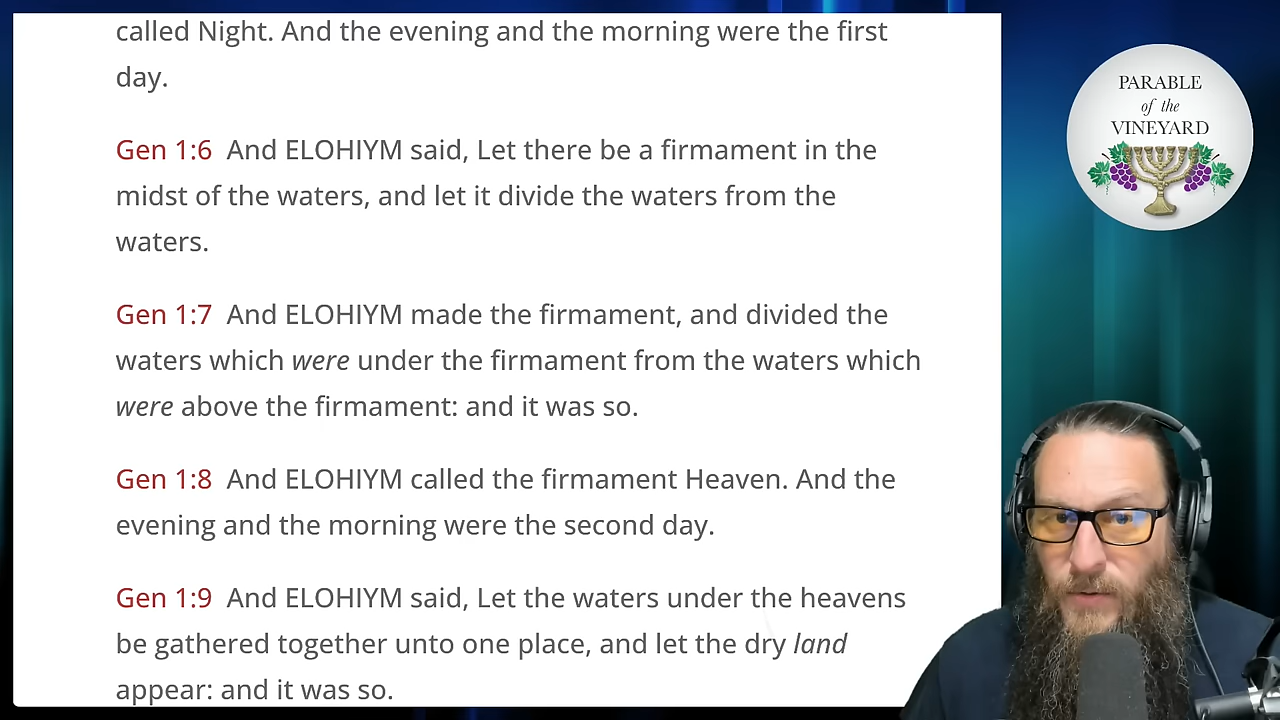 called Night. And the evening and the morning were the first
day.
Gen 1:6 And ELOHIYM said, Let there be a firmament in the
midst of the waters, and let it divide the waters from the
waters.
Gen 1:7 And ELOHIYM made the firmament, and divided the
waters which were under the firmament from the waters which
were above the firmament: and it was so.
Gen 1:8 And ELOHIYM called the firmament Heaven. And the
evening and the morning were the second day.
Gen 1:9 And ELOHIYM said, Let the waters under the heavens
be gathered together unto one place, and let the dry land
appear: and it was so.
PARABLE
of the
VINEYARD